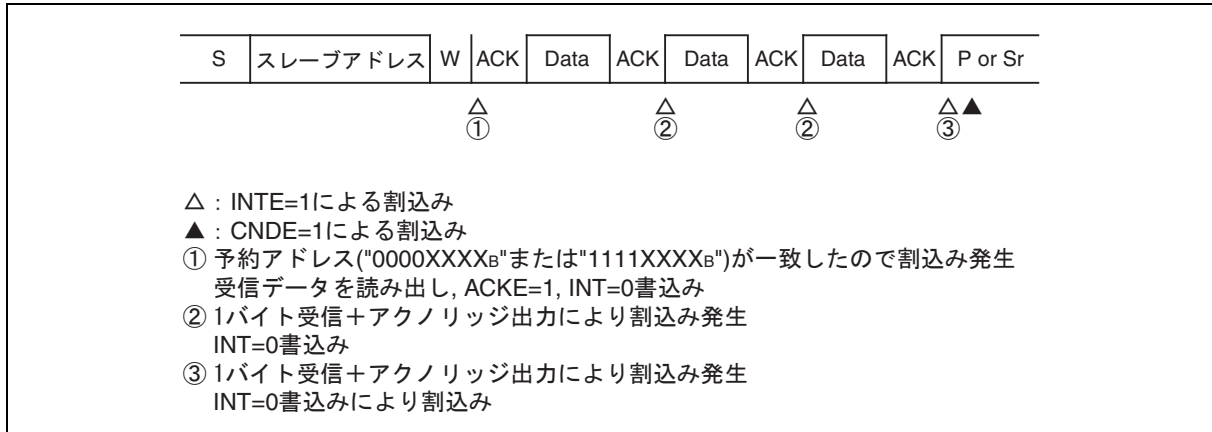 S スレーブアドレス W ACK Data ACK Data ACK Data ACK P or Sr
△ △ △ △▲
① ② ② ③
△：INTE=1による割込み
▲：CNDE=1による割込み
① 予約アドレス("0000XXXXB"または"1111XXXXB")が一致したので割込み発生
受信データを読み出し, ACKE=1, INT=0書込み
② 1バイト受信＋アクノリッジ出力により割込み発生
INT=0書込み
③ 1バイト受信＋アクノリッジ出力により割込み発生
INT=0書込みにより割込み